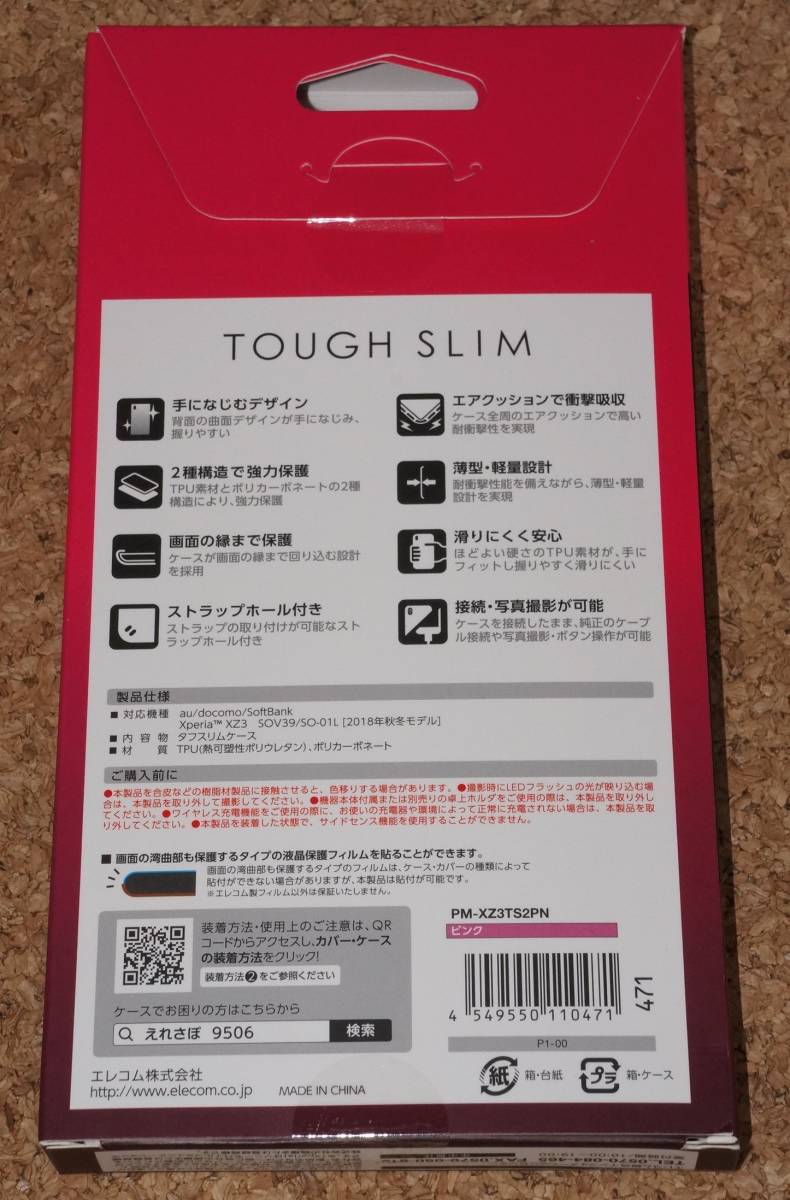 TOUGH SLIM
手になじむデザイン
背面の曲面デザインが手になじみ、
握りやすい
エアクッションで衝撃吸収
ケース全周のエアクッションで高い
耐衝撃性を実現
2種構造で強力保護
TPU素材とポリカーボネートの2種
構造により、強力保護
薄型・軽量設計
耐衝撃性能を備えながら、薄型・軽量
設計を実現
画面の縁まで保護
ケースが画面の縁まで回り込む設計
を採用
滑りにくく安心
ほどよい硬さのTPU素材が、手に
フィットし握りやすく滑りにくい
ストラップホール付き
ストラップの取り付けが可能なスト
ラップホール付き
接続・写真撮影が可能
ケースを接続したまま、純正のケーブ
ル接続や写真撮影・ボタン操作が可能
製品仕様
■対応機種 au/docomo/SoftBank
Xperia™ XZ3 SOV39/SO-01L [2018年秋冬モデル]
■内容物 タフスリムケース
■材質 TPU(熱可塑性ポリウレタン)、ポリカーボネート
ご購入前に
●本製品を合皮などの樹脂材製品に接触させると、色移りする場合があります。●撮影時にLEDフラッシュの光が映り込む場
合は、本製品を取り外して撮影してください。●機器本体付属または別売りの卓上ホルダをご使用の際は、本製品を取り外し
てください。●ワイヤレス充電機能をご使用の際に、お使いの充電器や環境によって正常に充電されない場合は、本製品を取
り外してください。●本製品を装着した状態で、サイドセンス機能を使用することができません。
■画面の湾曲部も保護するタイプの液晶保護フィルムを貼ることができます。
画面の湾曲部も保護するタイプのフィルムは、ケース・カバーの種類によって
貼付ができない場合がありますが、本製品は貼付が可能です。
※エレコム製フィルム以外は保証いたしません。
装着方法・使用上のご注意は、QR
コードからアクセスし、カバー・ケース
の装着方法をクリック!
装着方法❷をご参照ください
ケースでお困りの方はこちらから
えれさぽ 9506 検索
PM-XZ3TS2PN
ピンク
4 549550 110471
471
P1-00
エレコム株式会社
http://www.elecom.co.jp MADE IN CHINA
紙 箱・台紙
プラ 箱・ケース